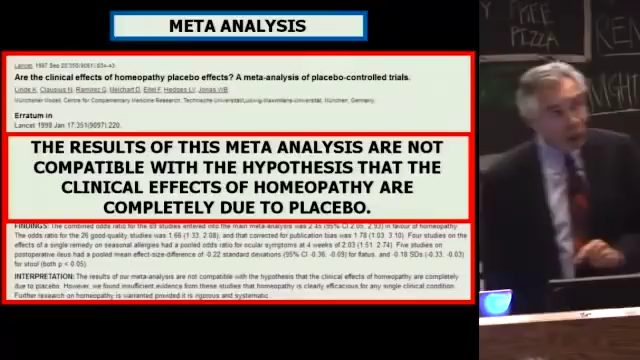 META ANALYSIS
Lancet. 1997 Sep 20;350(9081):834-43.
Are the clinical effects of homeopathy placebo effects? A meta-analysis of placebo-controlled trials.
Linde K, Clausius N, Ramirez G, Melchart D, Eitel F, Hedges LV, Jonas WB.
Münchener Modell, Centre for Complementary Medicine Research, Technische Universität/Ludwig-Maximilians-Universität, München, Germany.
Erratum in
Lancet 1998 Jan 17;351(9097):220.
THE RESULTS OF THIS META ANALYSIS ARE NOT
COMPATIBLE WITH THE HYPOTHESIS THAT THE
CLINICAL EFFECTS OF HOMEOPATHY ARE
COMPLETELY DUE TO PLACEBO.
FINDINGS: The combined odds ratio for the 89 studies entered into the main meta-analysis was 2.45 (95% CI 2.05, 2.93) in favour of homeopathy.
The odds ratio for the 26 good-quality studies was 1.66 (1.33, 2.08), and that corrected for publication bias was 1.78 (1.03, 3.10). Four studies on the
effects of a single remedy on seasonal allergies had a pooled odds ratio for ocular symptoms at 4 weeks of 2.03 (1.51, 2.74). Five studies on
postoperative ileus had a pooled mean effect-size-difference of -0.22 standard deviations (95% CI -0.36, -0.09) for flatus, and -0.18 SDs (-0.33, -0.03)
for stool (both p < 0.05).
INTERPRETATION: The results of our meta-analysis are not compatible with the hypothesis that the clinical effects of homeopathy are completely
due to placebo. However, we found insufficient evidence from these studies that homeopathy is clearly efficacious for any single clinical condition.
Further research on homeopathy is warranted provided it is rigorous and systematic.
FREE
PIZZA